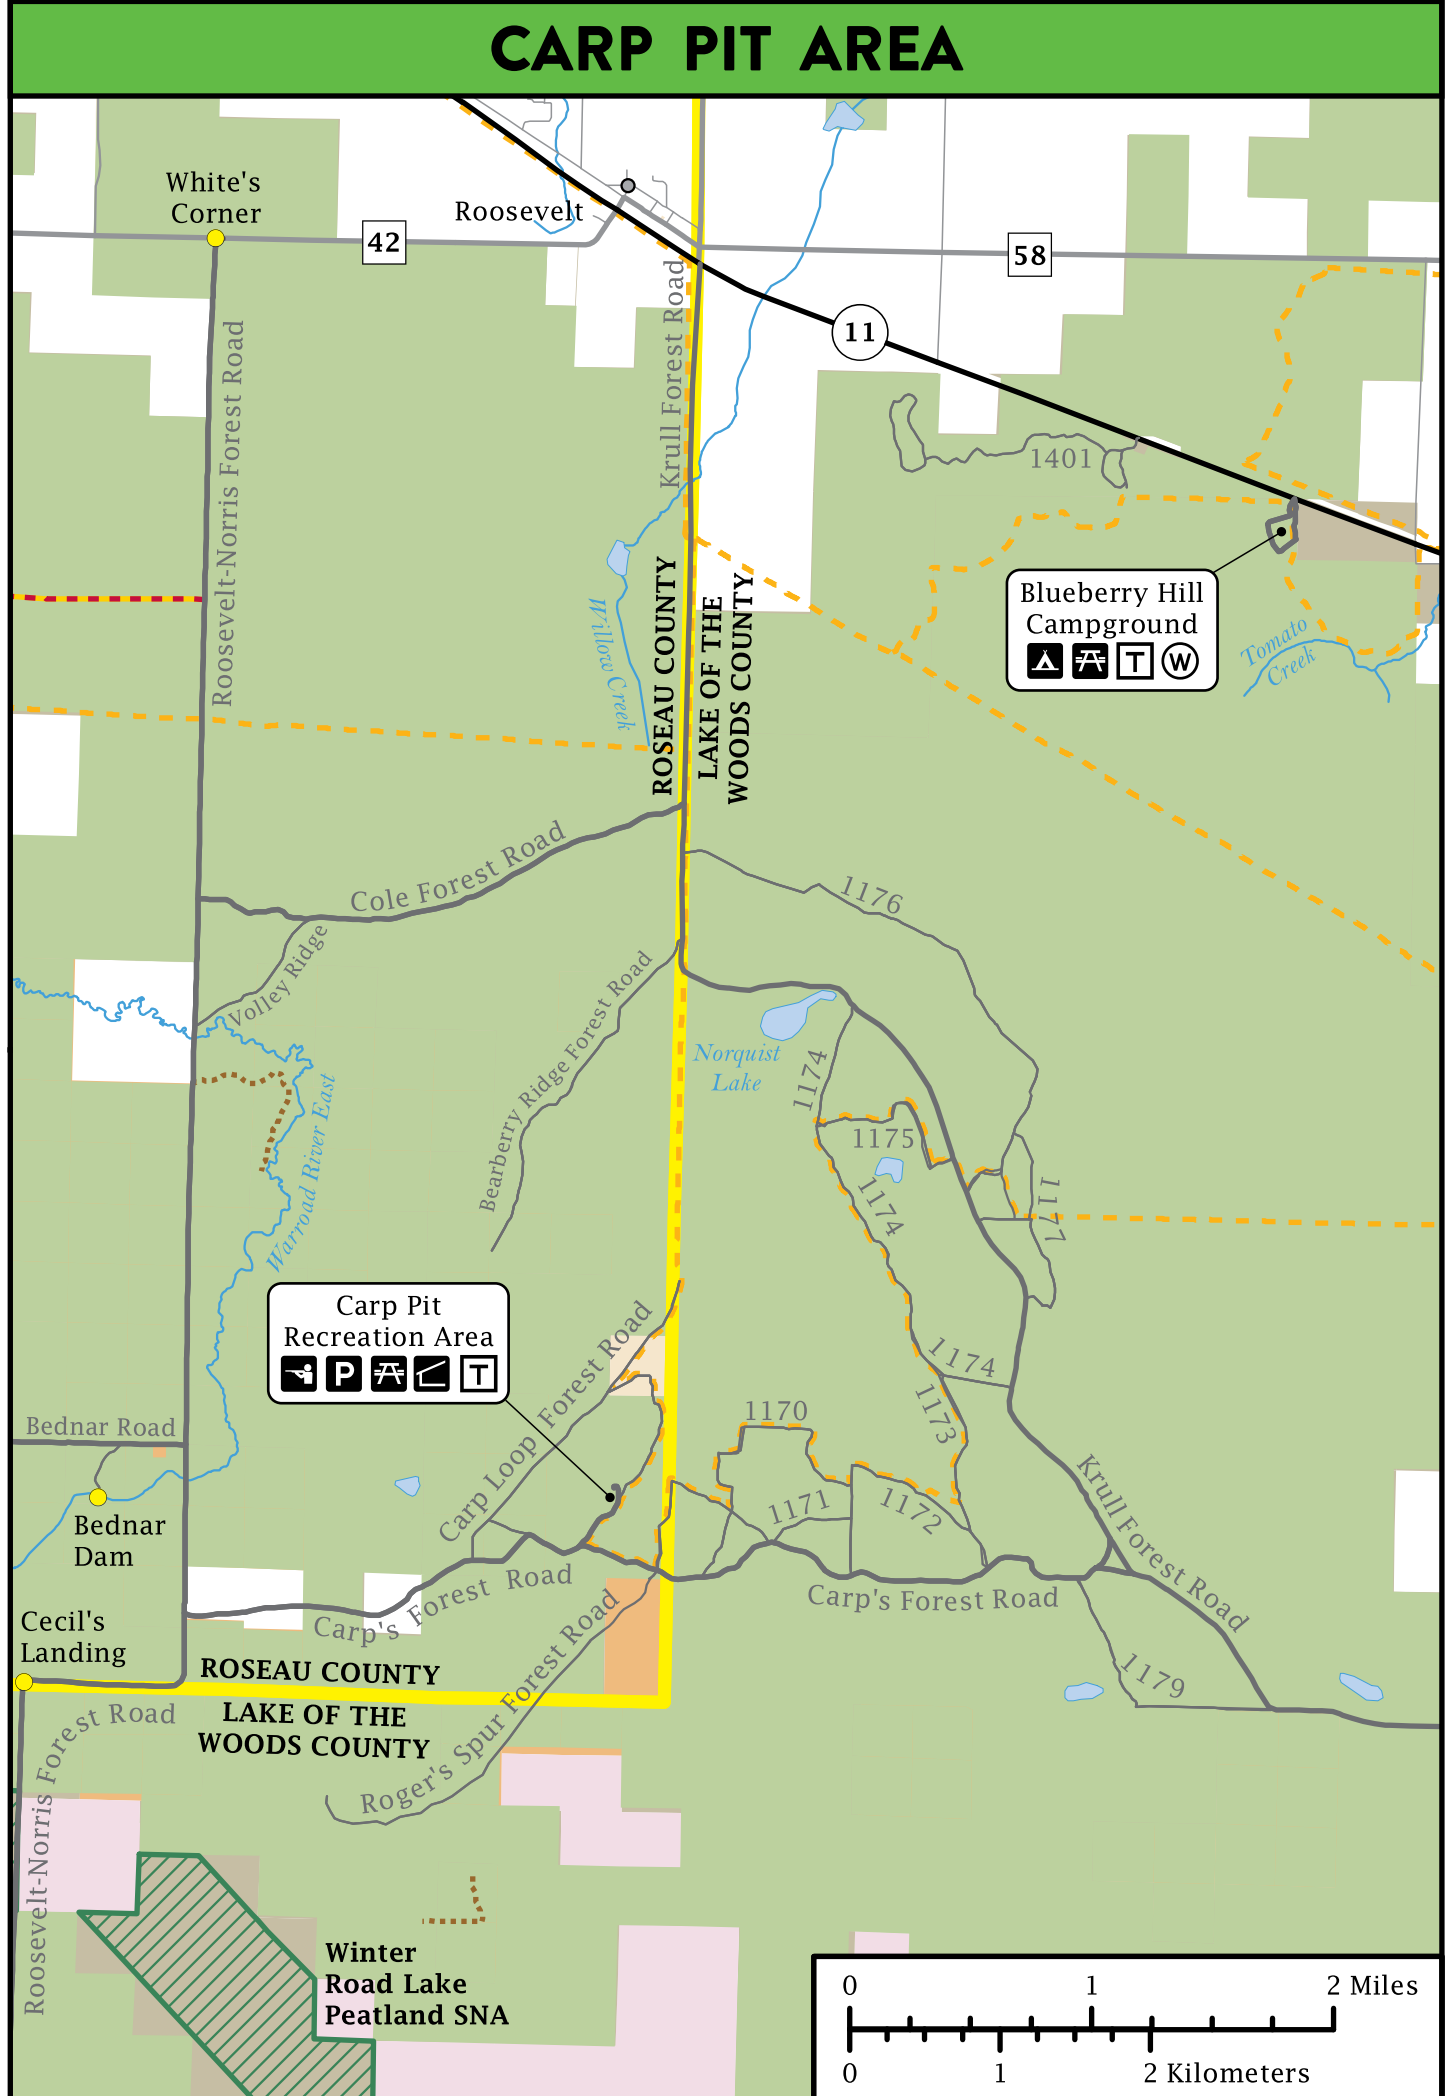 CARP PIT AREA
White's
Corner
Roosevelt
42
58
11
Krull Forest Road
Roosevelt-Norris Forest Road
1401
Blueberry Hill
Campground
T
W
Tomato
Creek
Willow Creek
ROSEAU COUNTY
LAKE OF THE
WOODS COUNTY
Cole Forest Road
1176
Volley Ridge
Bearberry Ridge Forest Road
Norquist
Lake
1174
1175
1174
1177
Warroad River East
Carp Pit
Recreation Area
P
T
Carp Loop Forest Road
1174
1173
1170
1171
1172
Bednar Road
Bednar
Dam
Krull Forest Road
Carp's Forest Road
Carp's Forest Road
Cecil's
Landing
ROSEAU COUNTY
LAKE OF THE
WOODS COUNTY
1179
Roosevelt-Norris Forest Road
Roger's Spur Forest Road
Winter
Road Lake
Peatland SNA
0 1 2 Miles
0 1 2 Kilometers